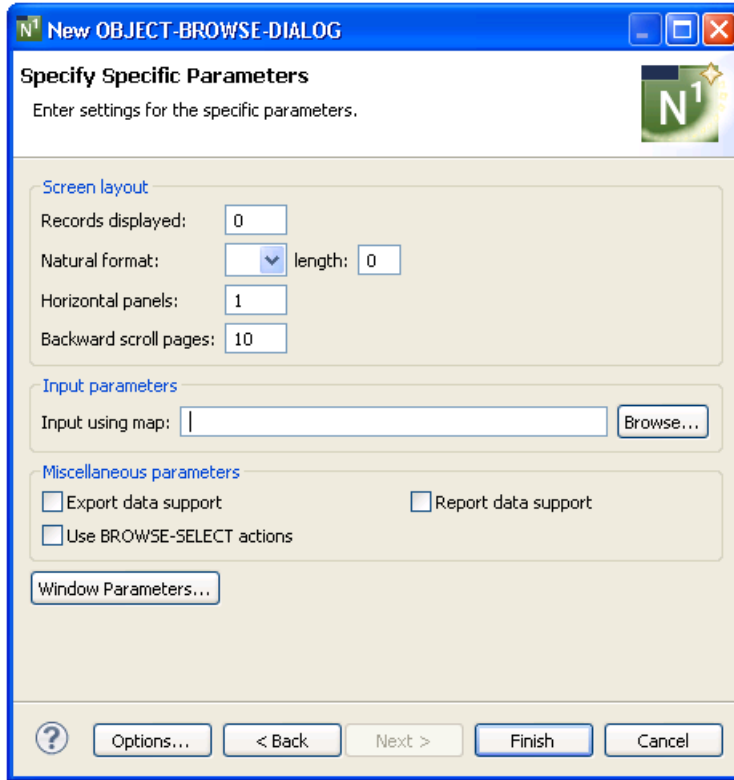 N1 New OBJECT-BROWSE-DIALOG
Specify Specific Parameters
Enter settings for the specific parameters.
N1
Screen layout
Records displayed: 0
Natural format: length: 0
Horizontal panels: 1
Backward scroll pages: 10
Input parameters
Input using map: Browse...
Miscellaneous parameters
Export data support Report data support
Use BROWSE-SELECT actions
Window Parameters...
? Options... < Back Next > Finish Cancel